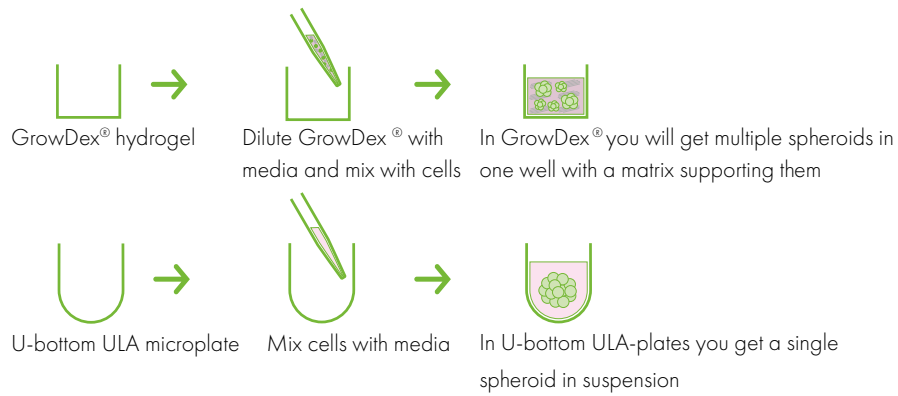 GrowDex® hydrogel
Dilute GrowDex ® with
media and mix with cells
In GrowDex ® you will get multiple spheroids in
one well with a matrix supporting them
U-bottom ULA microplate
Mix cells with media
In U-bottom ULA-plates you get a single
spheroid in suspension